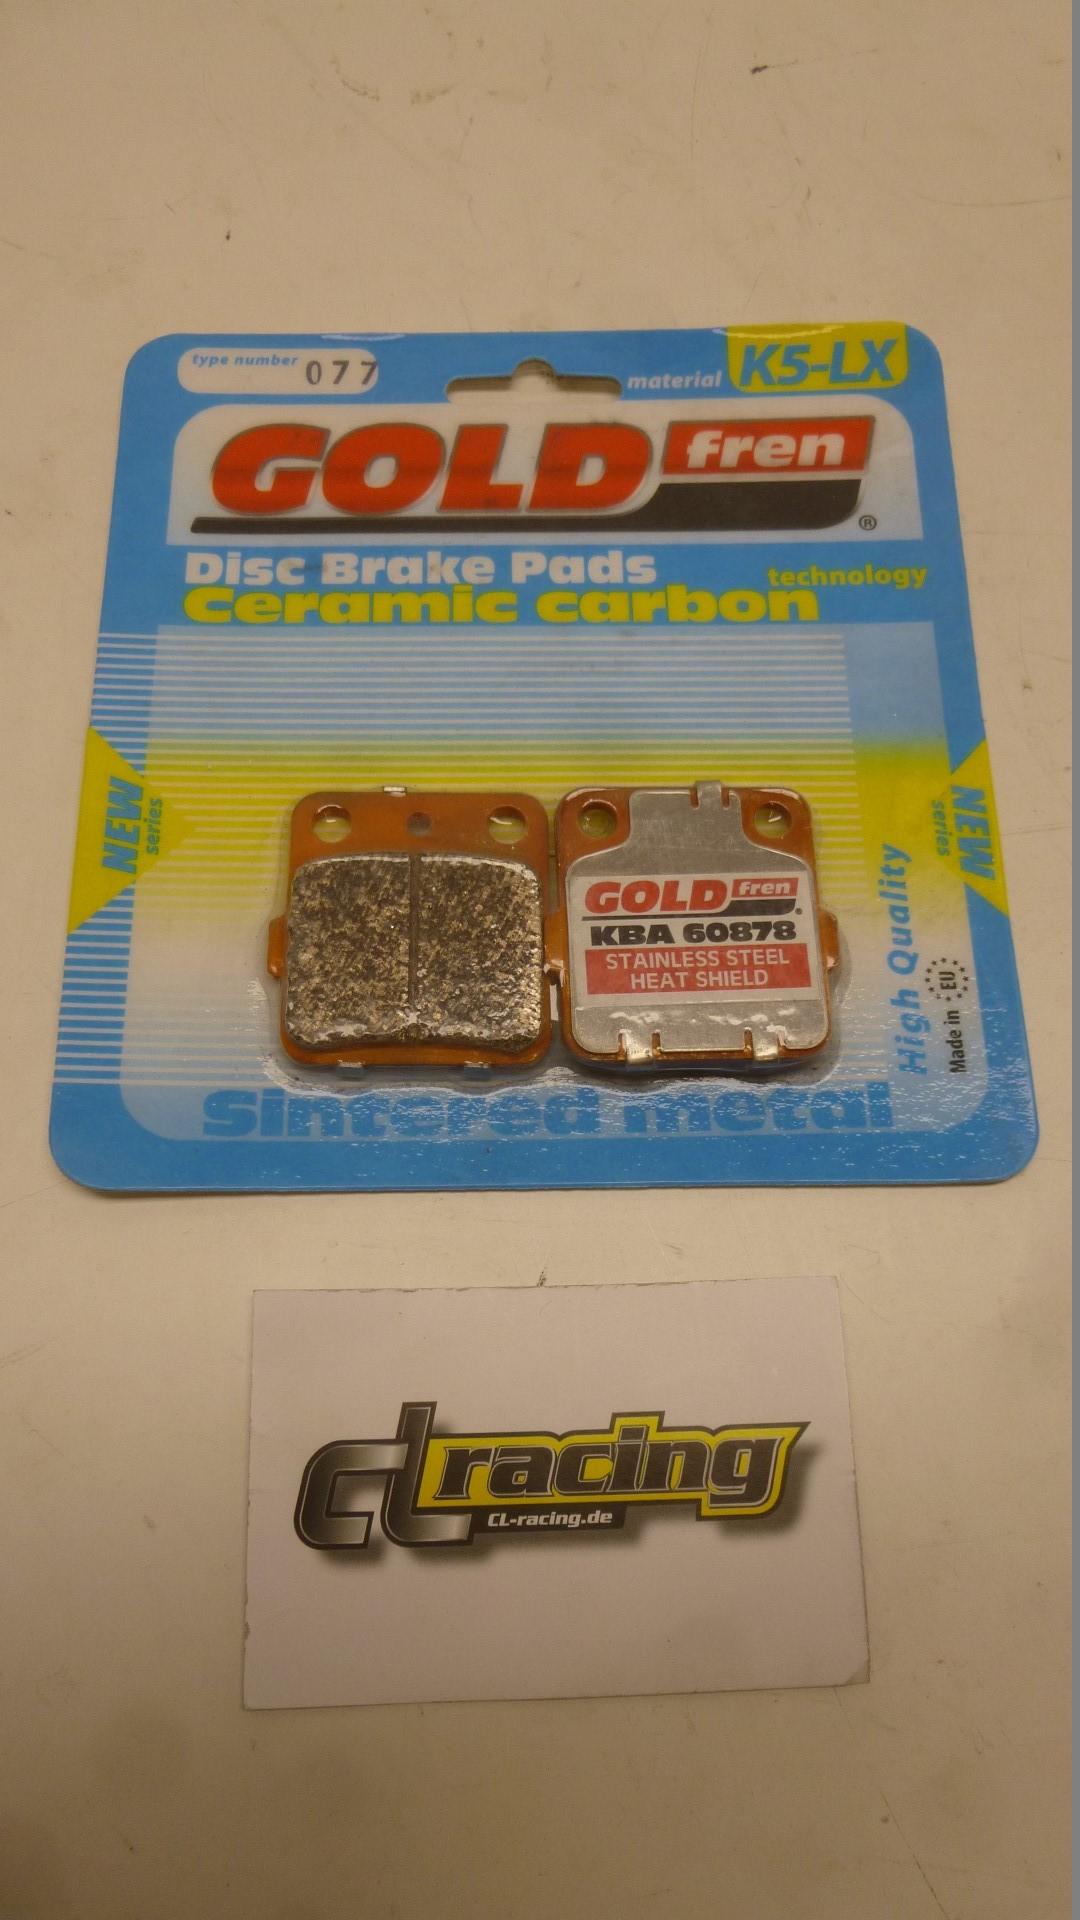 type number 077
material K5-LX
GOLD fren
®
Disc Brake Pads
technology
Ceramic carbon
NEW
series
NEW
series
GOLD fren
KBA 60878
STAINLESS STEEL
HEAT SHIELD
High Quality
Made in EU
Sintered metal
cl racing
CL-racing.de